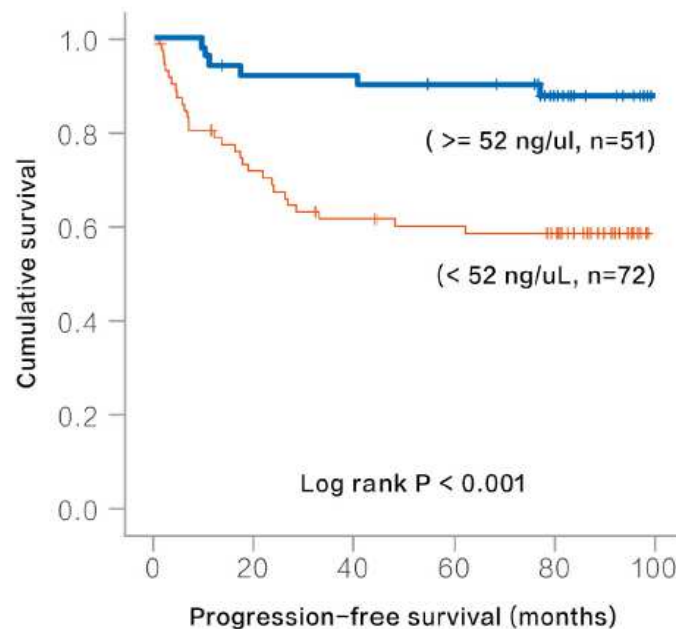 Cumulative survival
1.0
0.8
0.6
0.4
0.2
0.0
( >= 52 ng/ul, n=51)
(< 52 ng/uL, n=72)
Log rank P < 0.001
0 20 40 60 80 100
Progression-free survival (months)